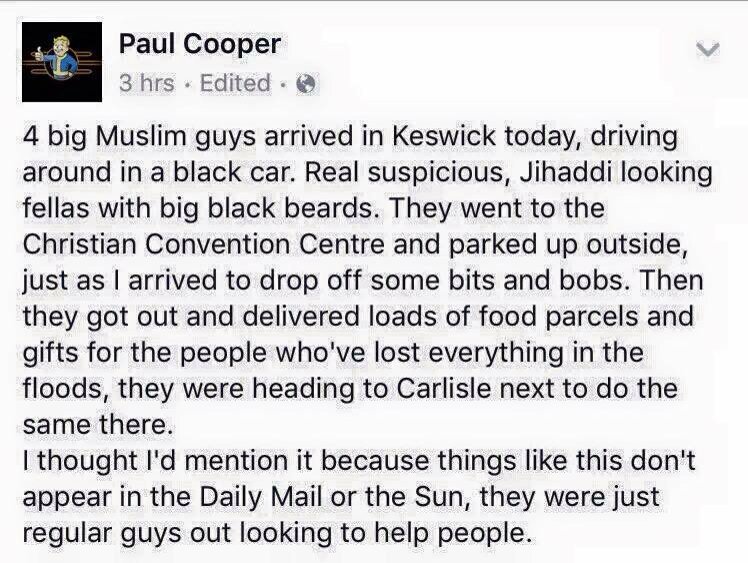 Paul Cooper
3 hrs • Edited •
4 big Muslim guys arrived in Keswick today, driving
around in a black car. Real suspicious, Jihaddi looking
fellas with big black beards. They went to the
Christian Convention Centre and parked up outside,
just as I arrived to drop off some bits and bobs. Then
they got out and delivered loads of food parcels and
gifts for the people who've lost everything in the
floods, they were heading to Carlisle next to do the
same there.
I thought I'd mention it because things like this don't
appear in the Daily Mail or the Sun, they were just
regular guys out looking to help people.